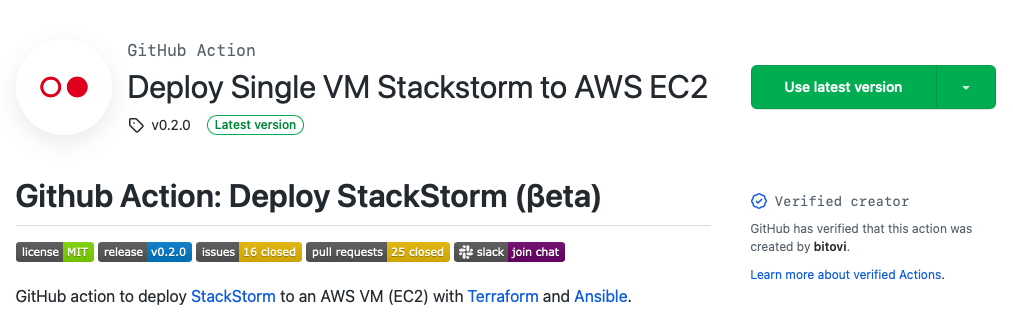 GitHub Action
Deploy Single VM Stackstorm to AWS EC2
v0.2.0 Latest version
Use latest version
Github Action: Deploy StackStorm (βeta)
license MIT release v0.2.0 issues 16 closed pull requests 25 closed slack join chat
GitHub action to deploy StackStorm to an AWS VM (EC2) with Terraform and Ansible.
Verified creator
GitHub has verified that this action was
created by bitovi.
Learn more about verified Actions.